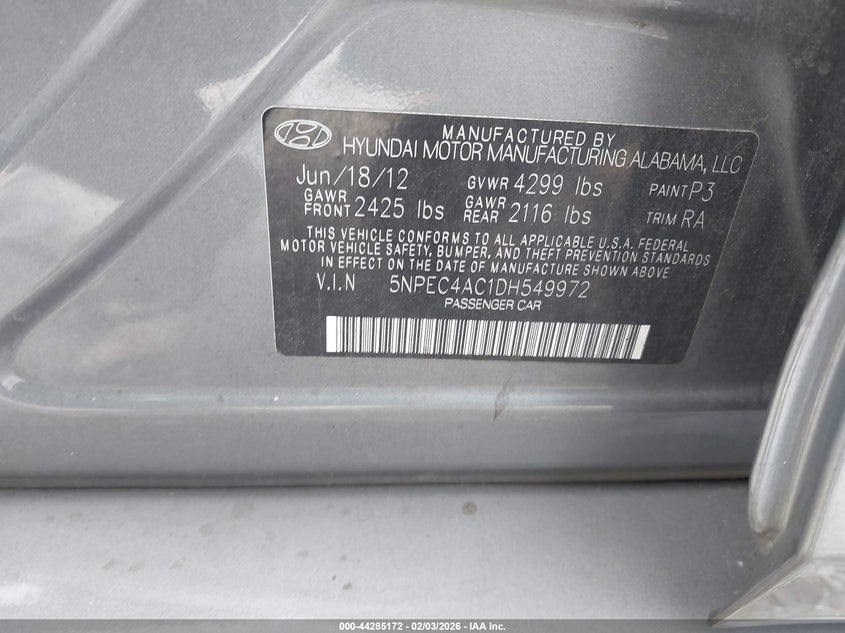 MANUFACTURED BY
HYUNDAI MOTOR MANUFACTURING ALABAMA, LLC
Jun/18/12 GVWR 4299 lbs PAINT P3
GAWR FRONT 2425 lbs GAWR REAR 2116 lbs TRIM RA
THIS VEHICLE CONFORMS TO ALL APPLICABLE U.S.A. FEDERAL
MOTOR VEHICLE SAFETY, BUMPER, AND THEFT PREVENTION STANDARDS
IN EFFECT ON THE DATE OF MANUFACTURE SHOWN ABOVE
V.I.N 5NPEC4AC1DH549972
PASSENGER CAR
000-44285172 - 02/03/2026 - IAA Inc.